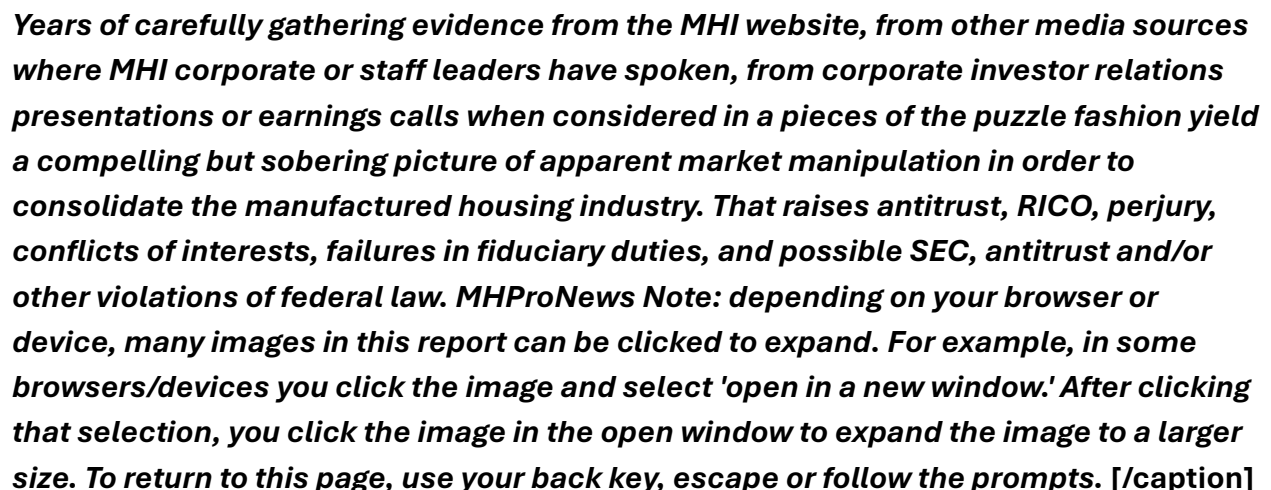 Years of carefully gathering evidence from the MHI website, from other media sources
where MHI corporate or staff leaders have spoken, from corporate investor relations
presentations or earnings calls when considered in a pieces of the puzzle fashion yield
a compelling but sobering picture of apparent market manipulation in order to
consolidate the manufactured housing industry. That raises antitrust, RICO, perjury,
conflicts of interests, failures in fiduciary duties, and possible SEC, antitrust and/or
other violations of federal law. MHProNews Note: depending on your browser or
device, many images in this report can be clicked to expand. For example, in some
browsers/devices you click the image and select 'open in a new window.' After clicking
that selection, you click the image in the open window to expand the image to a larger
size. To return to this page, use your back key, escape or follow the prompts. [/caption]